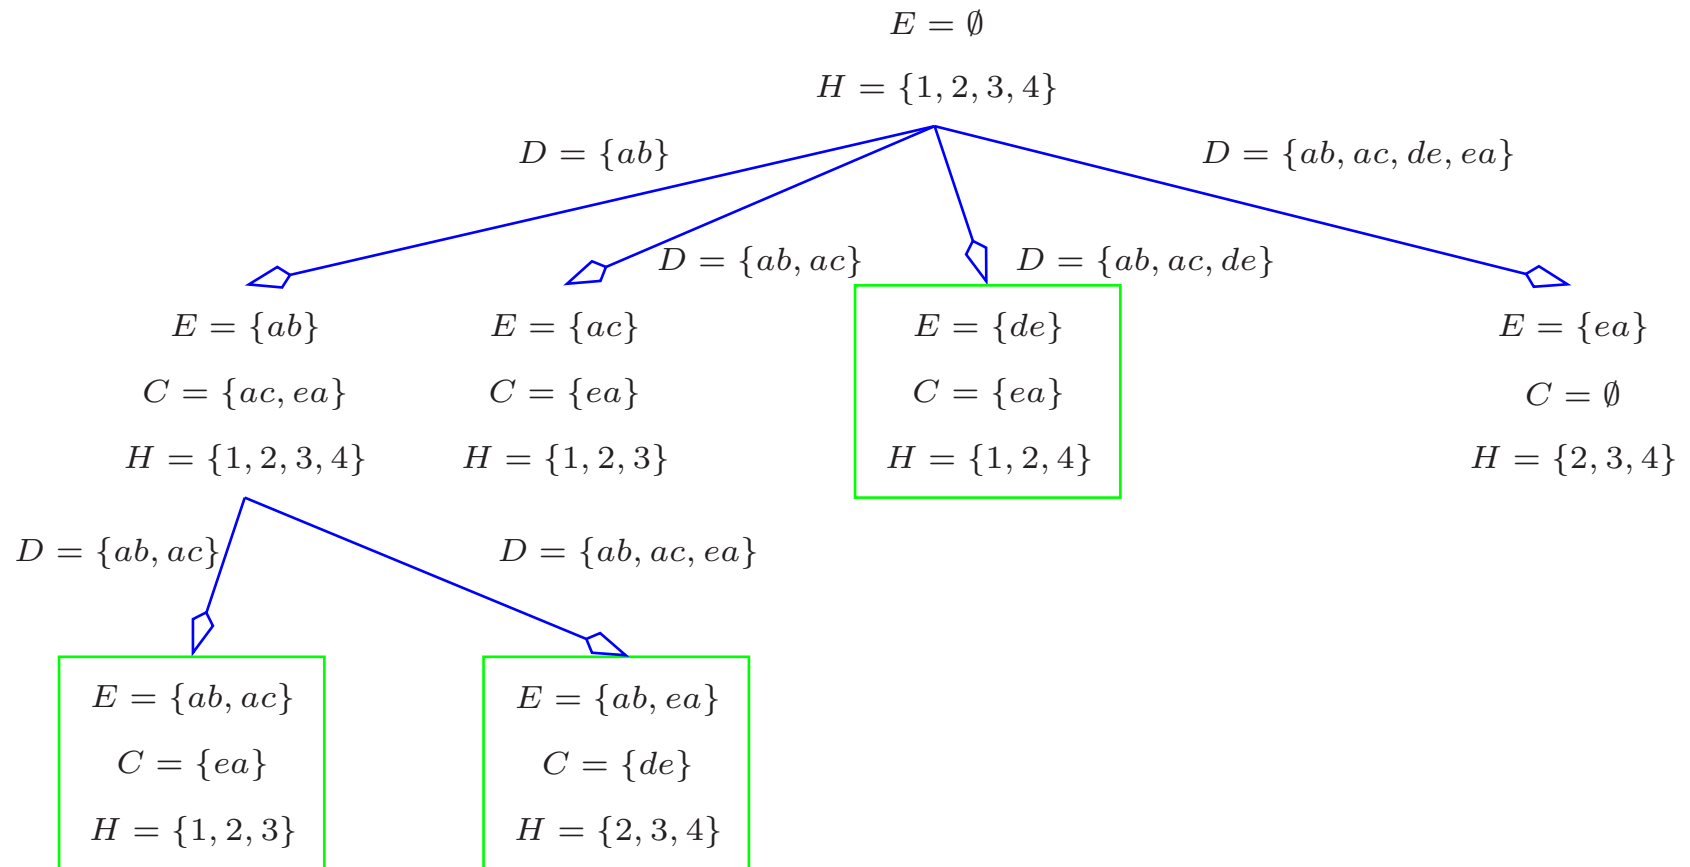 E = ∅
H = {1, 2, 3, 4}
D = {ab}
D = {ab, ac, de, ea}
D = {ab, ac}
D = {ab, ac, de}
E = {ab}
C = {ac, ea}
H = {1, 2, 3, 4}
E = {ac}
C = {ea}
H = {1, 2, 3}
E = {de}
C = {ea}
H = {1, 2, 4}
E = {ea}
C = ∅
H = {2, 3, 4}
D = {ab, ac}
D = {ab, ac, ea}
E = {ab, ac}
C = {ea}
H = {1, 2, 3}
E = {ab, ea}
C = {de}
H = {2, 3, 4}